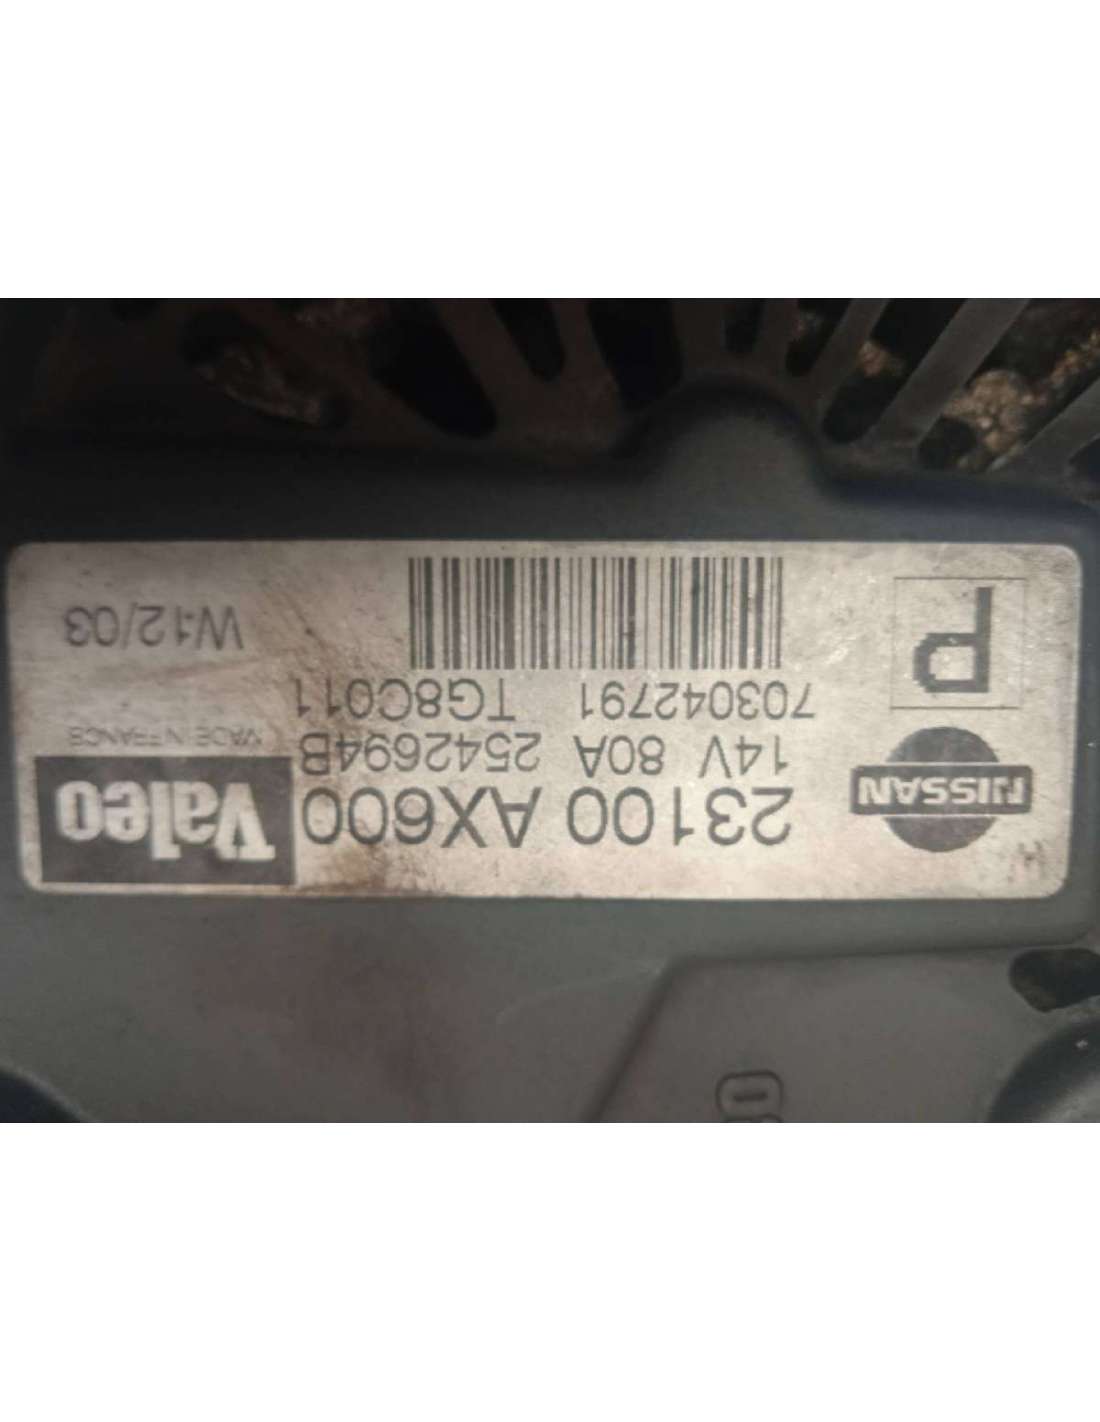 NISSAN
23100 AX600
Valeo
14V 80A 2542694B
MADE IN FRANCE
703042791 TG8C011
P
W12/03